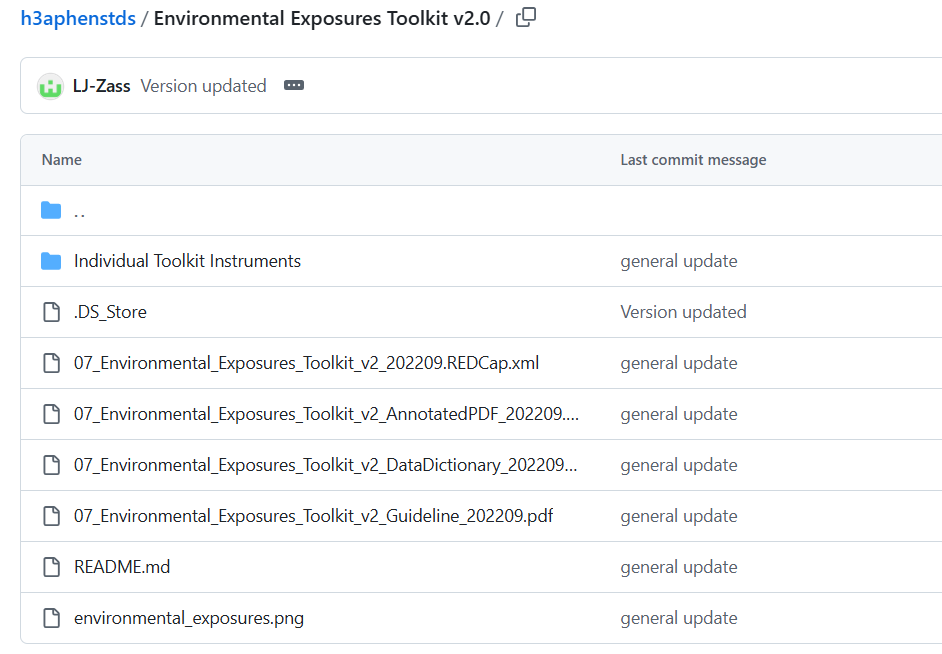 h3aphenstds / Environmental Exposures Toolkit v2.0 /
LJ-Zass Version updated
Name Last commit message
..
Individual Toolkit Instruments general update
.DS_Store Version updated
07_Environmental_Exposures_Toolkit_v2_202209.REDCap.xml general update
07_Environmental_Exposures_Toolkit_v2_AnnotatedPDF_202209.... general update
07_Environmental_Exposures_Toolkit_v2_DataDictionary_202209... general update
07_Environmental_Exposures_Toolkit_v2_Guideline_202209.pdf general update
README.md general update
environmental_exposures.png general update